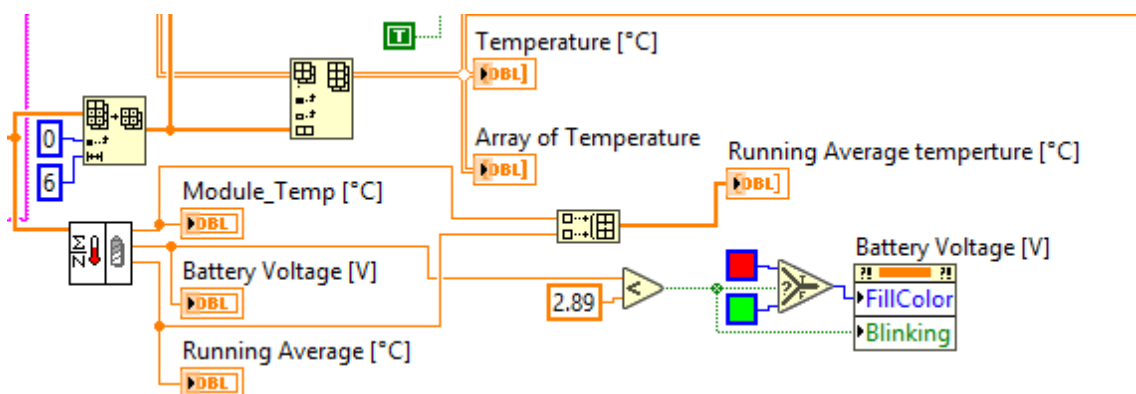 T
Temperature [°C]
DBL]
0
6
Array of Temperature
DBL]
Running Average temperture [°C]
DBL]
Module_Temp [°C]
DBL
Σ
N
Battery Voltage [V]
DBL
2.89
<
?
T
F
Battery Voltage [V]
?! ?!
FillColor
Blinking
Running Average [°C]
DBL